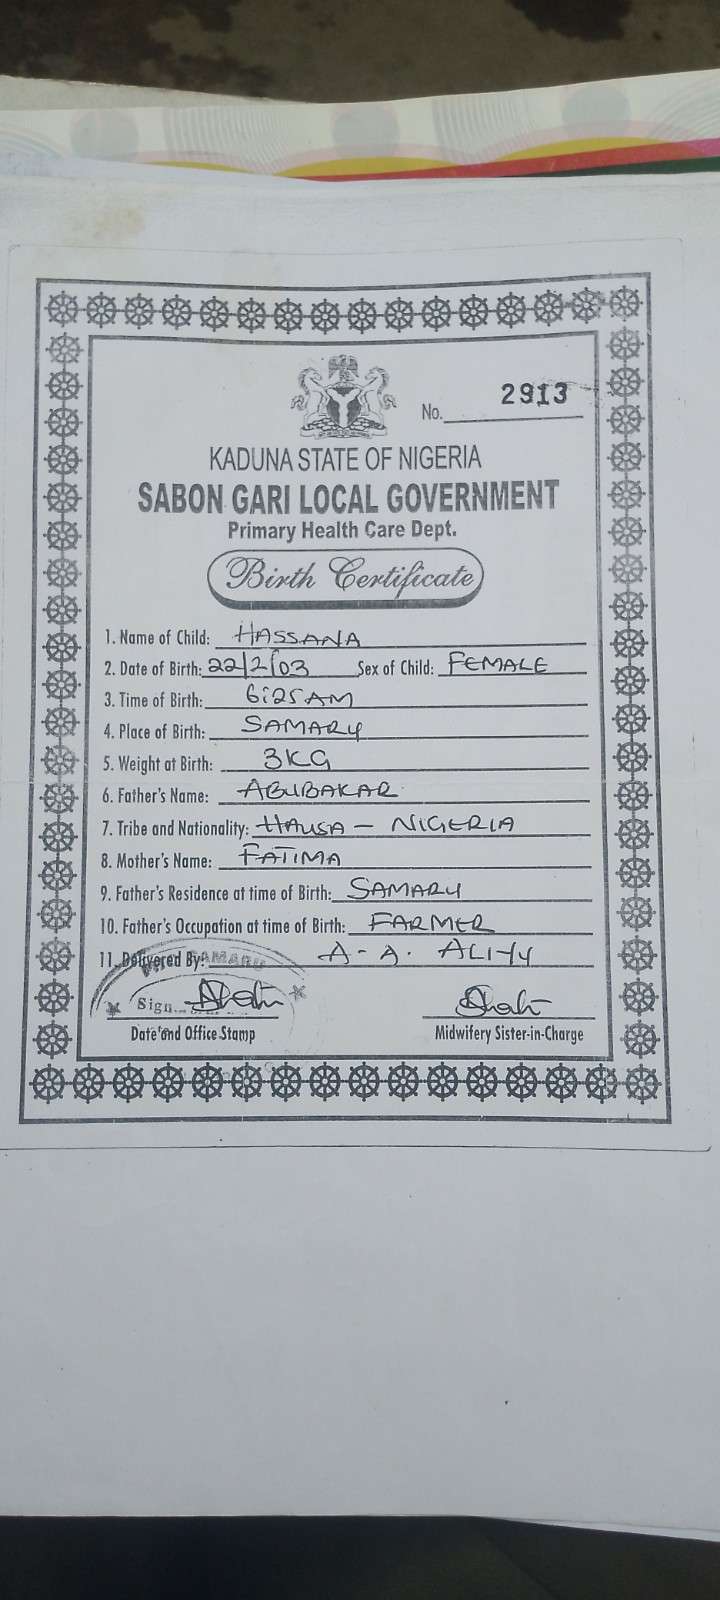 No. 2913
KADUNA STATE OF NIGERIA
SABON GARI LOCAL GOVERNMENT
Primary Health Care Dept.
Birth Certificate
1. Name of Child: HASSANA
2. Date of Birth: 22/2/03 Sex of Child: FEMALE
3. Time of Birth: 6:25AM
4. Place of Birth: SAMARU
5. Weight at Birth: 3KG
6. Father's Name: ABUBAKAR
7. Tribe and Nationality: HAUSA - NIGERIA
8. Mother's Name: FATIMA
9. Father's Residence at time of Birth: SAMARU
10. Father's Occupation at time of Birth: FARMER
11. Delivered By: A-A. ALIYU
SAMARU
Sign
Date and Office Stamp Midwifery Sister-in-Charge